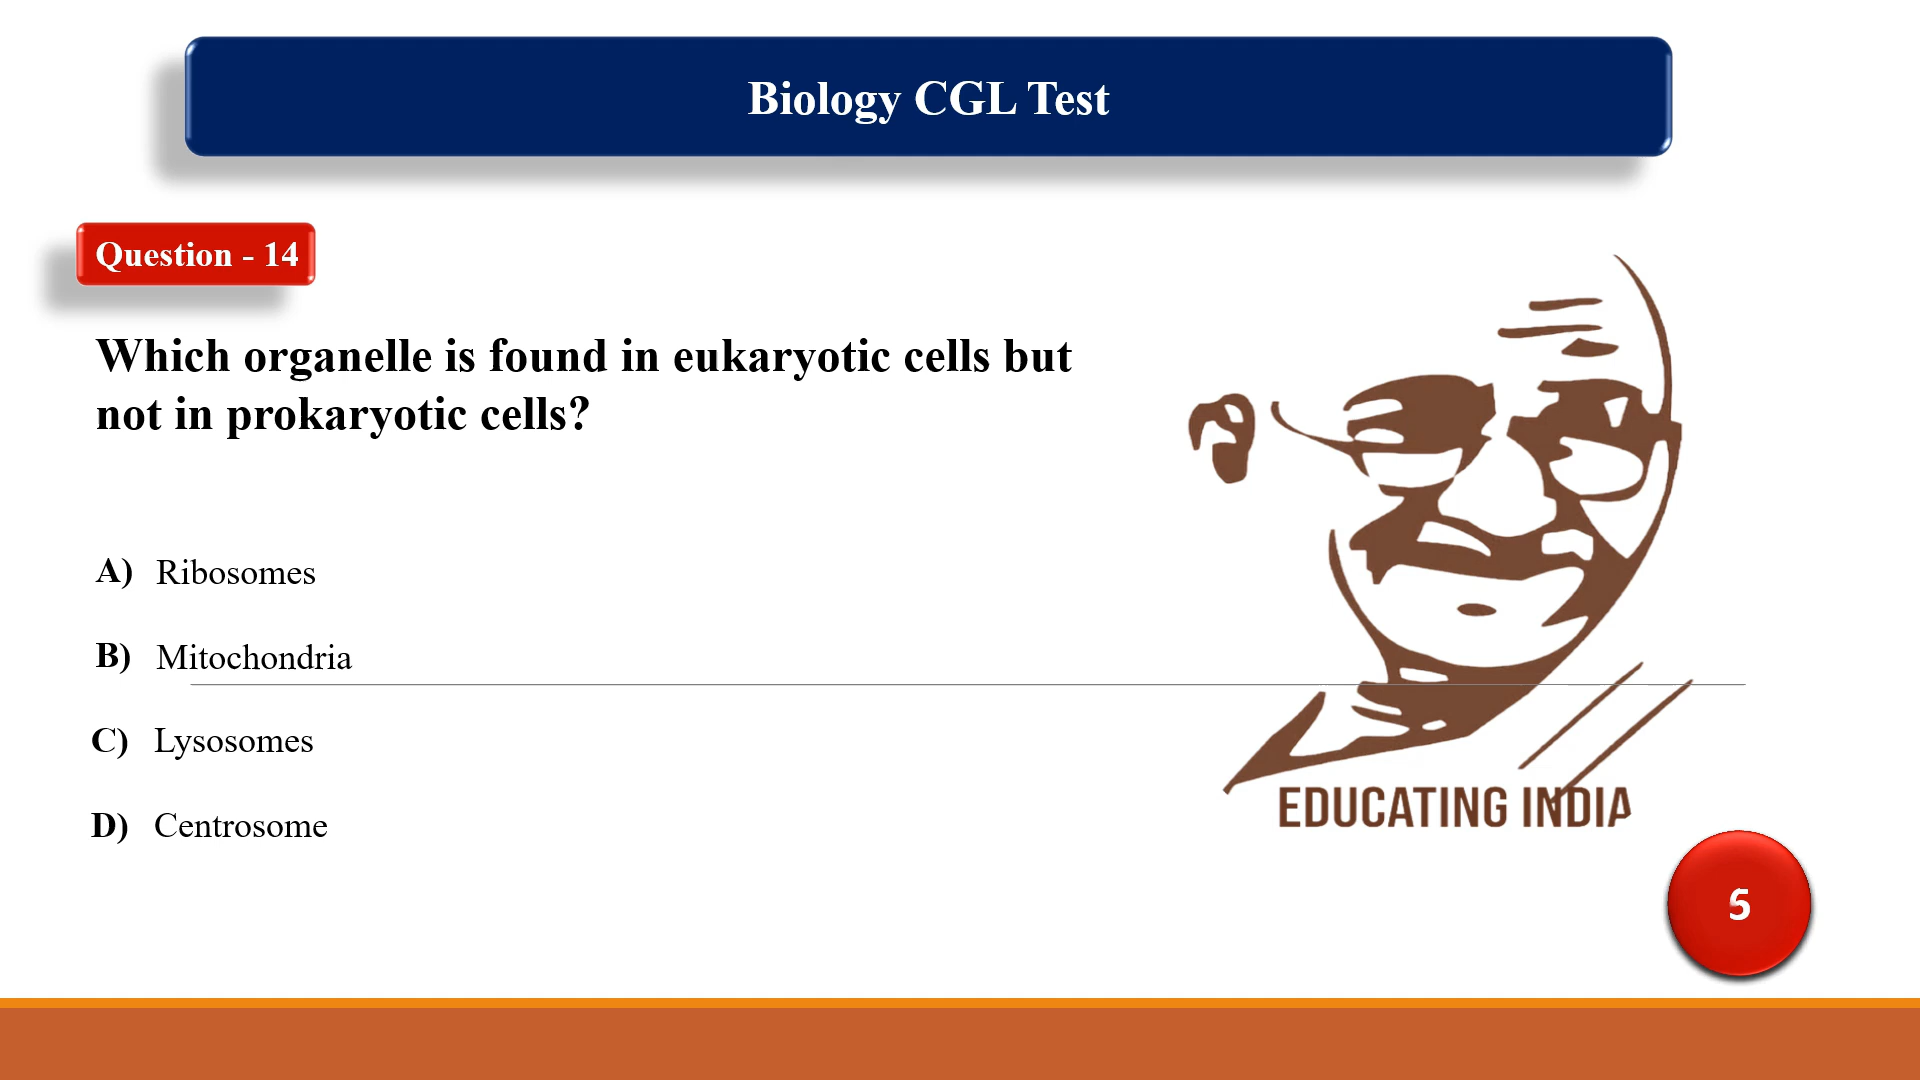 Biology CGL Test
Question - 14
Which organelle is found in eukaryotic cells but
not in prokaryotic cells?
A) Ribosomes
B) Mitochondria
C) Lysosomes
D) Centrosome
EDUCATING INDIA